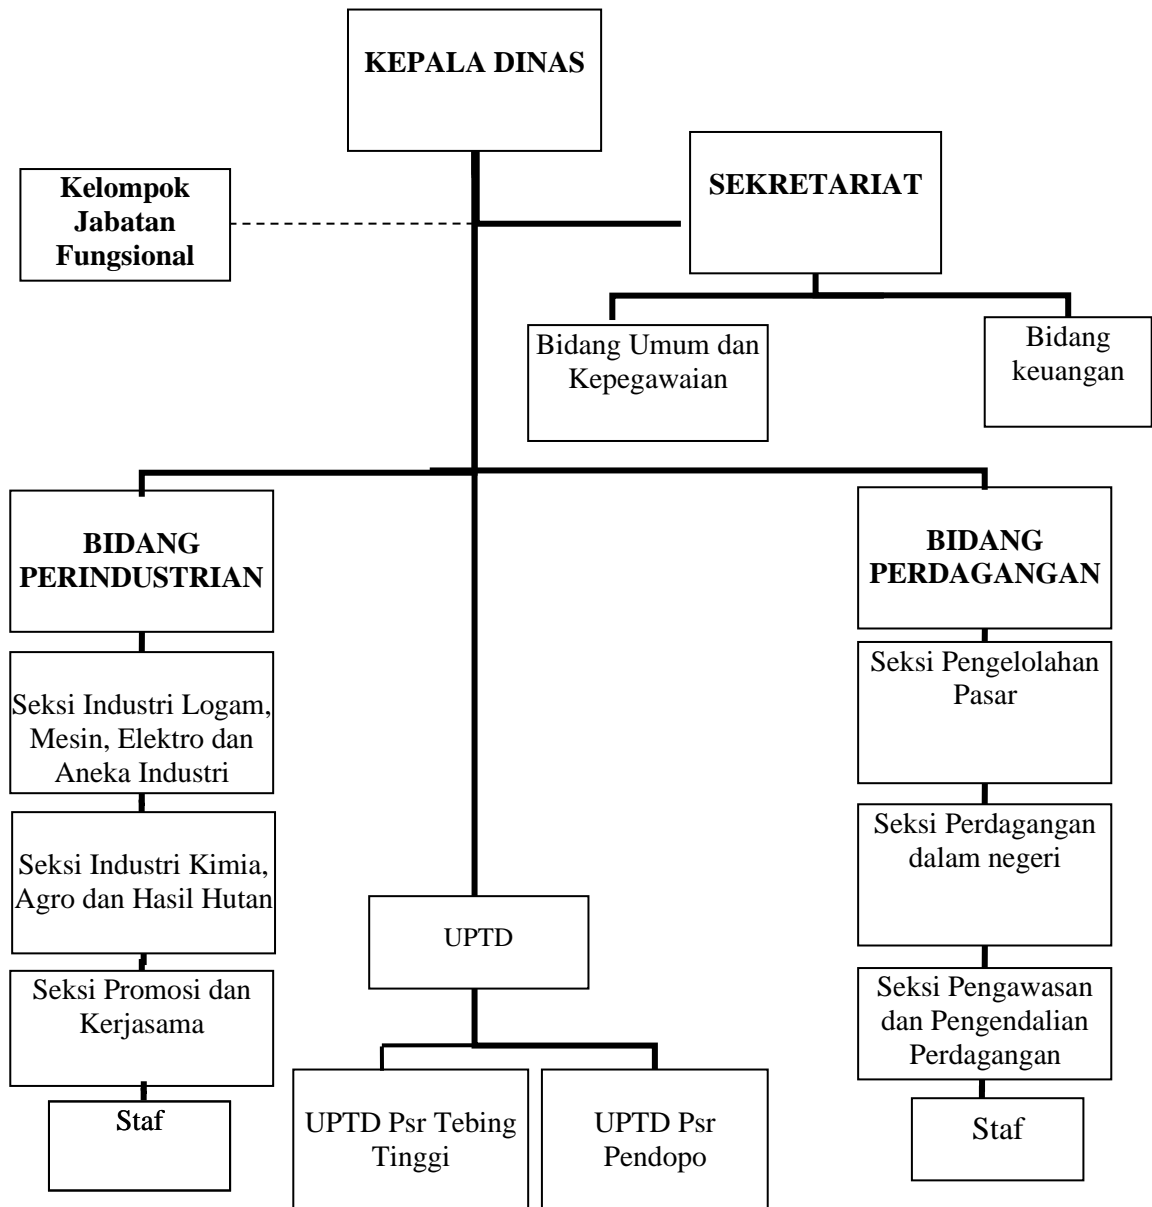 KEPALA DINAS
Kelompok
Jabatan
Fungsional
SEKRETARIAT
Bidang Umum dan
Kepegawaian
Bidang
keuangan
BIDANG
PERINDUSTRIAN
BIDANG
PERDAGANGAN
Seksi Industri Logam,
Mesin, Elektro dan
Aneka Industri
Seksi Pengelolahan
Pasar
Seksi Industri Kimia,
Agro dan Hasil Hutan
Seksi Perdagangan
dalam negeri
UPTD
Seksi Promosi dan
Kerjasama
Seksi Pengawasan
dan Pengendalian
Perdagangan
Staf
UPTD Psr Tebing
Tinggi
UPTD Psr
Pendopo
Staf